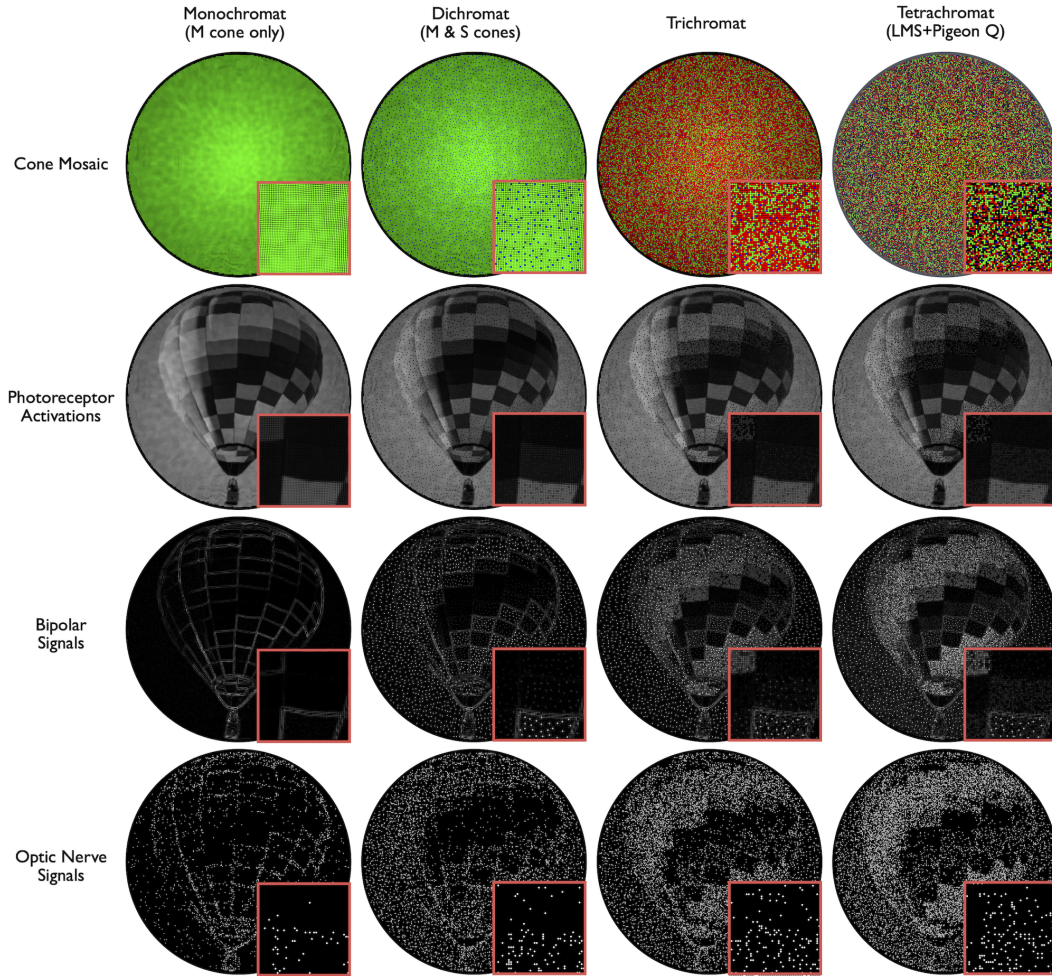 Monochromat
(M cone only)
Dichromat
(M & S cones)
Trichromat
Tetrachromat
(LMS+Pigeon Q)
Cone Mosaic
Photoreceptor
Activations
Bipolar
Signals
Optic Nerve
Signals